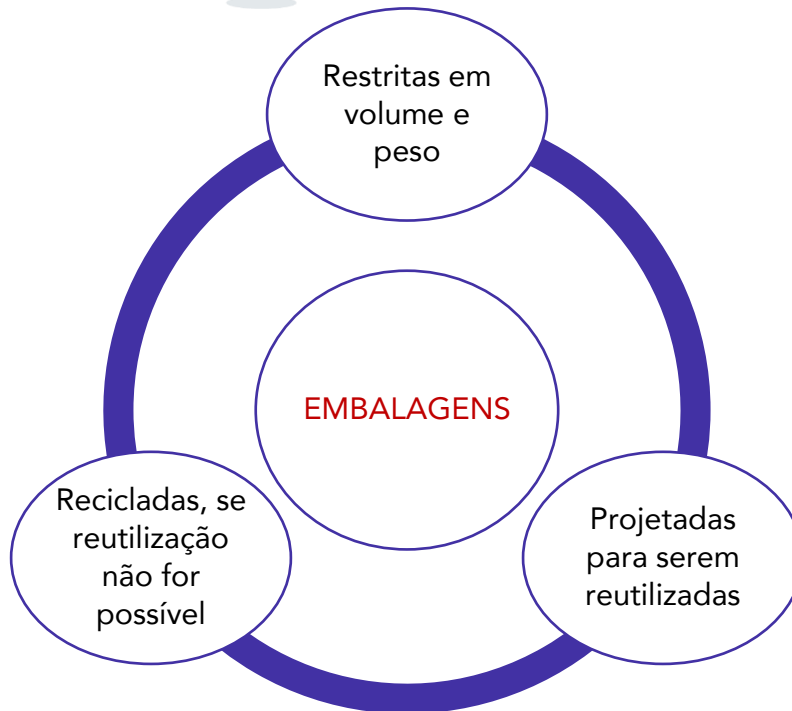 Restritas em
volume e
peso
EMBALAGENS
Recicladas, se
reutilização
não for
possível
Projetadas
para serem
reutilizadas